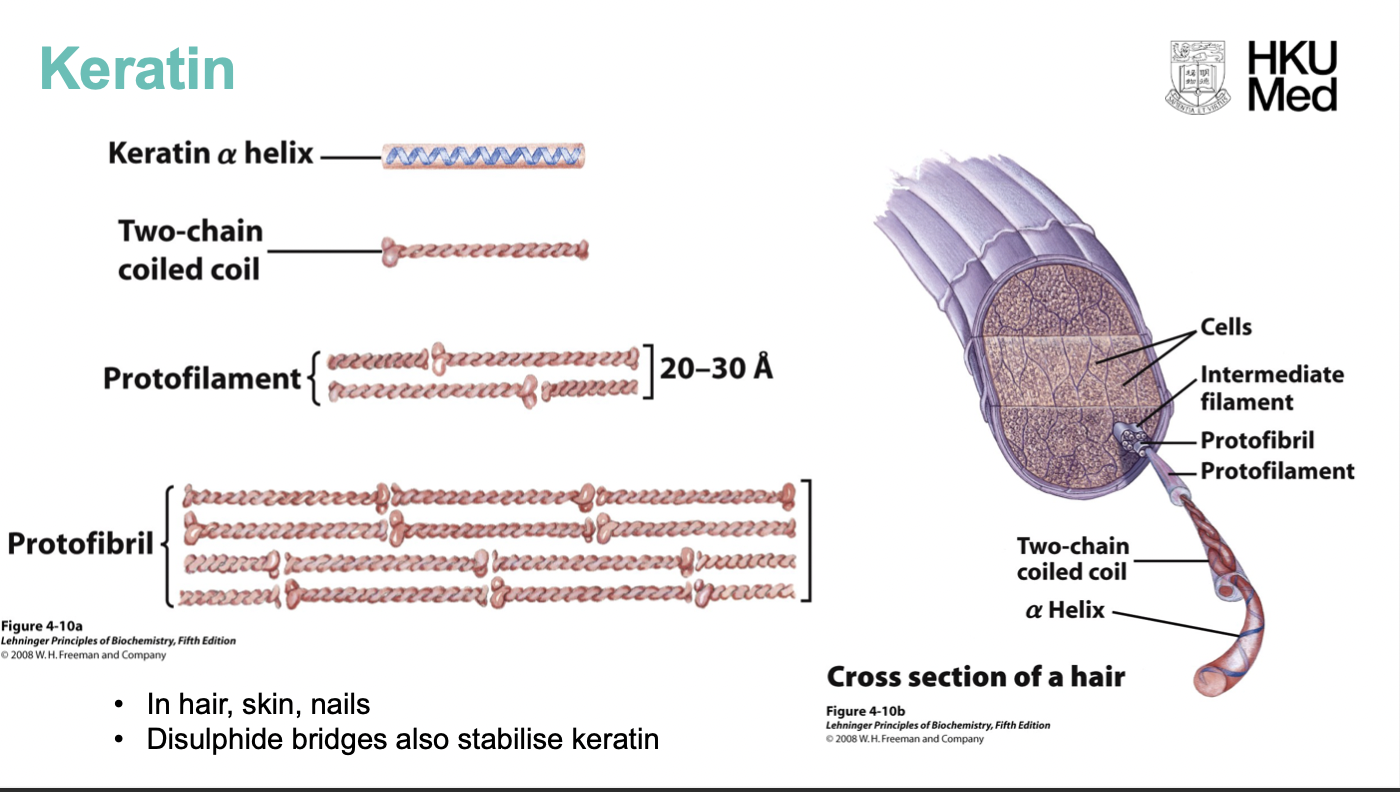 Keratin
HKU
Med
Keratin α helix
Two-chain
coiled coil
Protofilament
20–30 Å
Protofibril
Figure 4-10a
Lehninger Principles of Biochemistry, Fifth Edition
© 2008 W. H. Freeman and Company
• In hair, skin, nails
• Disulphide bridges also stabilise keratin
Cells
Intermediate
filament
Protofibril
Protofilament
Two-chain
coiled coil
α Helix
Cross section of a hair
Figure 4-10b
Lehninger Principles of Biochemistry, Fifth Edition
© 2008 W. H. Freeman and Company